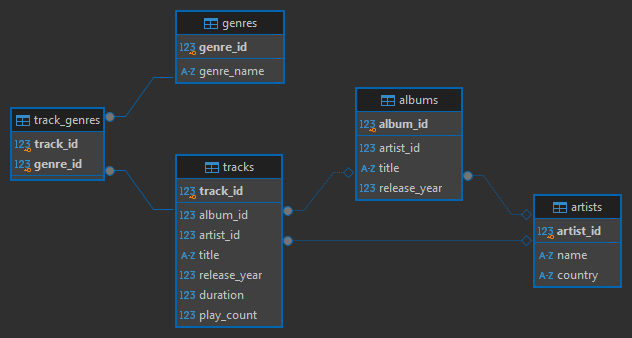 genres
123 genre_id
A-Z genre_name
track_genres
123 track_id
123 genre_id
tracks
123 track_id
123 album_id
123 artist_id
A-Z title
123 release_year
123 duration
123 play_count
albums
123 album_id
123 artist_id
A-Z title
123 release_year
artists
123 artist_id
A-Z name
A-Z country